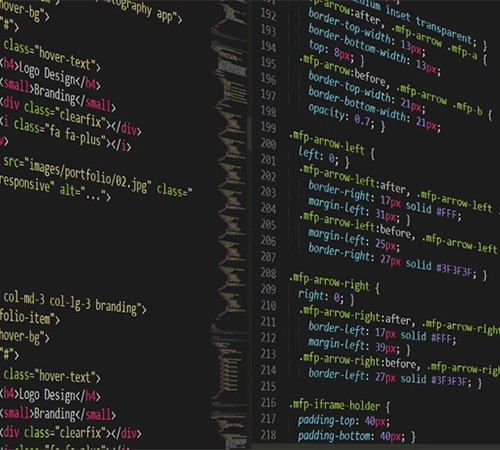 otography app">
hover-bg">
"#">
class="hover-text">
<h4>Logo Design</h4>
<small>Branding</small>
<div class="clearfix"></div>
<i class="fa fa-plus"></i>
src="images/portfolio/02.jpg" class="
responsive" alt="...">
col-md-3 col-lg-3 branding">
folio-item">
hover-bg">
"#">
class="hover-text">
<h4>Logo Design</h4>
<small>Branding</small>
<div class="clearfix"></div>
inset transparent; }
.mfp-arrow:after, .mfp-arrow .mfp-a {
192 border-top-width: 13px;
193 border-bottom-width: 13px;
194 top: 8px; }
195 .mfp-arrow:before, .mfp-arrow .mfp-b {
196 border-top-width: 21px;
197 border-bottom-width: 21px;
198 opacity: 0.7; }
199
200 .mfp-arrow-left {
201 left: 0; }
202 .mfp-arrow-left:after, .mfp-arrow-left
203 border-right: 17px solid #FFF;
204 margin-left: 31px; }
205 .mfp-arrow-left:before, .mfp-arrow-left
206 margin-left: 25px;
207 border-right: 27px solid #3F3F3F; }
208
209 .mfp-arrow-right {
210 right: 0; }
211 .mfp-arrow-right:after, .mfp-arrow-right
212 border-left: 17px solid #FFF;
213 margin-left: 39px; }
214 .mfp-arrow-right:before, .mfp-arrow-righ
215 border-left: 27px solid #3F3F3F; }
216 .mfp-iframe-holder {
217 padding-top: 40px;
218 padding-bottom: 40px; }